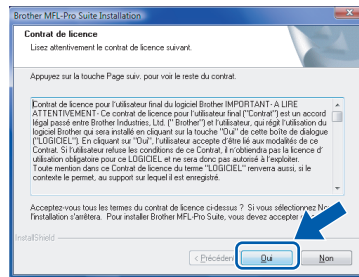 Brother MFL-Pro Suite Installation
Contrat de licence
Lisez attentivement le contrat de licence suivant.
Appuyez sur la touche Page suiv. pour voir le reste du contrat.
Contrat de licence pour l'utilisateur final du logiciel Brother IMPORTANT- A LIRE
ATTENTIVEMENT- Ce contrat de licence pour l'utilisateur final ("Contrat") est un accord
légal passé entre Brother Industries, Ltd. (" Brother") et l'utilisateur, qui régit l'utilisation du
logiciel Brother qui sera installé en cliquant sur la touche "Oui" de cette boîte de dialogue
("LOGICIEL"). En cliquant sur "Oui", l'utilisateur accepte d'être lié aux modalités de ce
Contrat. Si l'utilisateur refuse les conditions de ce Contrat, il n'obtiendra pas la licence d'
utilisation obligatoire pour ce LOGICIEL et ne sera donc pas autorisé à l'exploiter.
Toute mention dans ce Contrat de licence du terme "LOGICIEL" renverra aussi, si le
contexte le permet, au support sur lequel il est enregistré.
Acceptez-vous tous les termes du contrat de licence ci-dessus ? Si vous sélectionnez
l'installation s'arrêtera. Pour installer Brother MFL-Pro Suite, vous devez accepter
InstallShield
< Précédent
Oui
Non